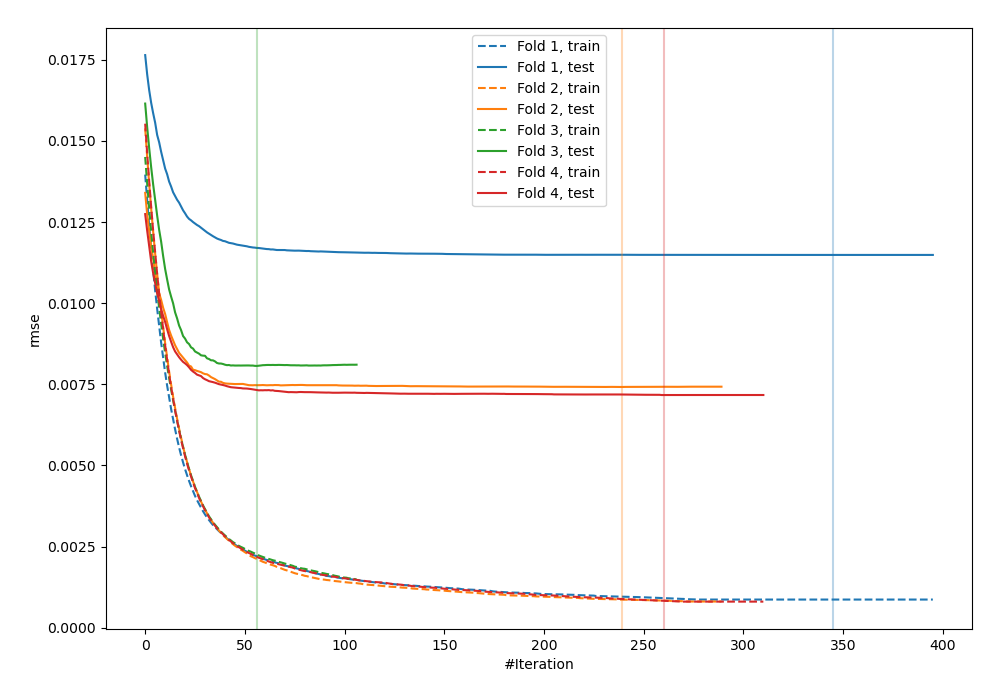 0.0175
0.0150
0.0125
0.0100
0.0075
0.0050
0.0025
0.0000
rmse
Fold 1, train
Fold 1, test
Fold 2, train
Fold 2, test
Fold 3, train
Fold 3, test
Fold 4, train
Fold 4, test
0 50 100 150 200 250 300 350 400
#Iteration